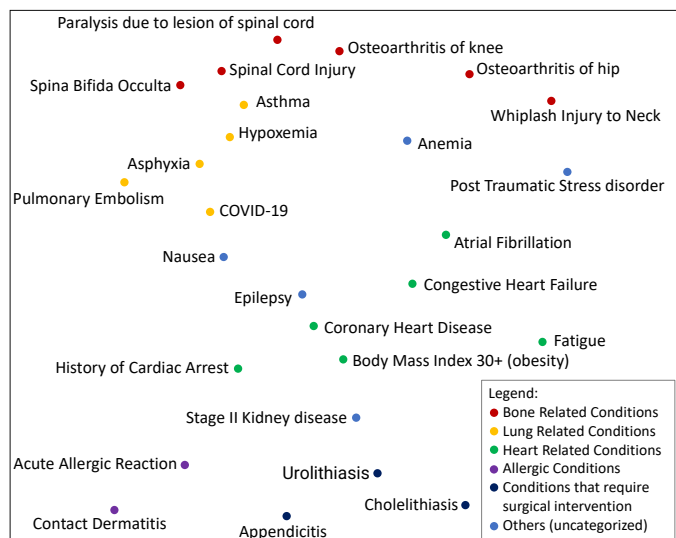 Paralysis due to lesion of spinal cord
Osteoarthritis of knee
Spinal Cord Injury
Osteoarthritis of hip
Spina Bifida Occulta
Asthma
Whiplash Injury to Neck
Hypoxemia
Anemia
Asphyxia
Post Traumatic Stress disorder
Pulmonary Embolism
COVID-19
Atrial Fibrillation
Nausea
Congestive Heart Failure
Epilepsy
Coronary Heart Disease
Fatigue
Body Mass Index 30+ (obesity)
History of Cardiac Arrest
Stage II Kidney disease
Acute Allergic Reaction
Urolithiasis
Cholelithiasis
Contact Dermatitis
Appendicitis
Legend:
Bone Related Conditions
Lung Related Conditions
Heart Related Conditions
Allergic Conditions
Conditions that require
surgical intervention
Others (uncategorized)